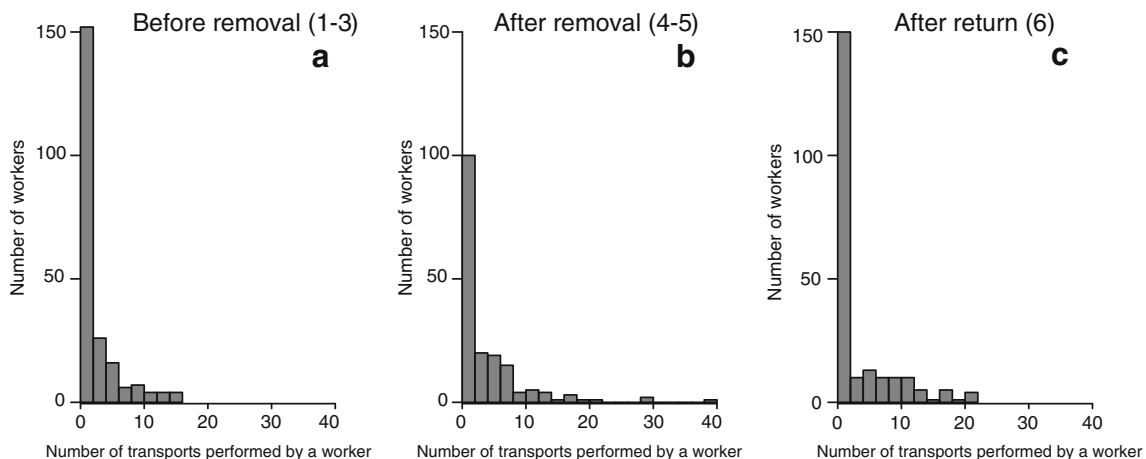 Before removal (1-3)
a
150
100
50
0
Number of workers
0 10 20 30 40
Number of transports performed by a worker
After removal (4-5)
b
150
100
50
0
Number of workers
0 10 20 30 40
Number of transports performed by a worker
After return (6)
c
150
100
50
0
Number of workers
0 10 20 30 40
Number of transports performed by a worker